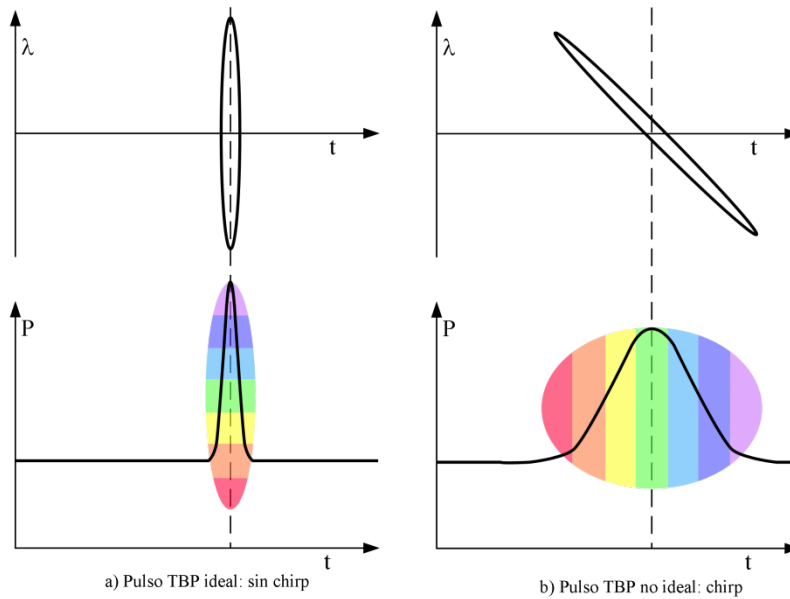 λ
t
λ
t
P
t
a) Pulso TBP ideal: sin chirp
P
t
b) Pulso TBP no ideal: chirp